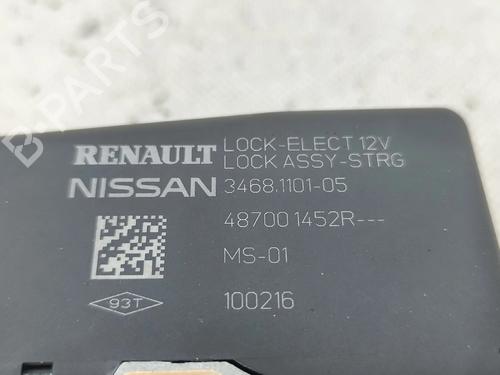 B-PARTS
RENAULT LOCK-ELECT 12V
LOCK ASSY-STRG
NISSAN 3468.1101-05
487001452R---
MS-01
93T 100216